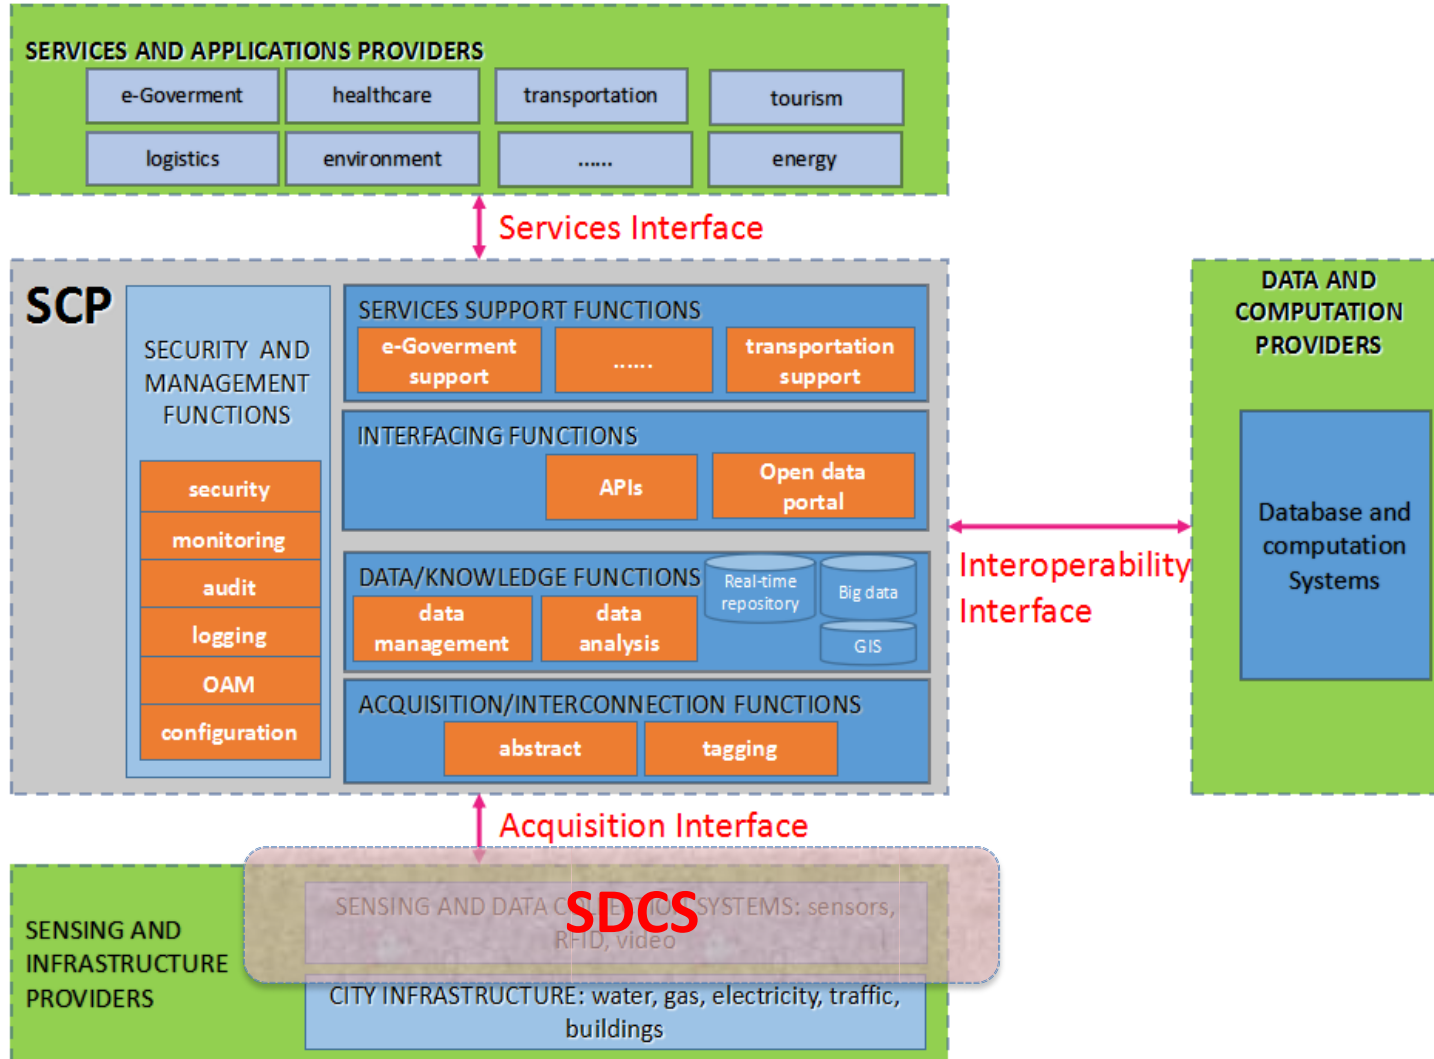 SERVICES AND APPLICATIONS PROVIDERS
e-Goverment
healthcare
transportation
tourism
logistics
environment
......
energy
Services Interface
SCP
SECURITY AND
MANAGEMENT
FUNCTIONS
security
monitoring
audit
logging
OAM
configuration
SERVICES SUPPORT FUNCTIONS
e-Goverment
support
......
transportation
support
INTERFACING FUNCTIONS
APIs
Open data
portal
DATA/KNOWLEDGE FUNCTIONS
data
management
data
analysis
Real-time
repository
Big data
GIS
ACQUISITION/INTERCONNECTION FUNCTIONS
abstract
tagging
Interoperability
Interface
DATA AND
COMPUTATION
PROVIDERS
Database and
computation
Systems
Acquisition Interface
SENSING AND
INFRASTRUCTURE
PROVIDERS
SENSING AND DATA COLLECTION SYSTEMS: sensors,
RFID, video
SDCS
CITY INFRASTRUCTURE: water, gas, electricity, traffic,
buildings